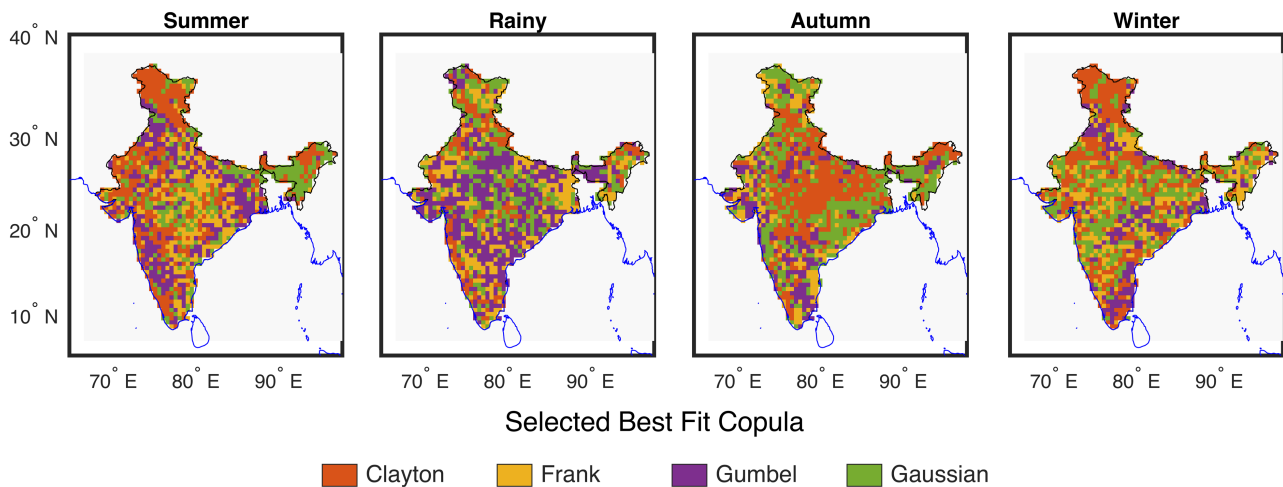 Summer Rainy Autumn Winter
40° N
30° N
20° N
10° N
70° E 80° E 90° E 70° E 80° E 90° E 70° E 80° E 90° E 70° E 80° E 90° E
Selected Best Fit Copula
Clayton Frank Gumbel Gaussian